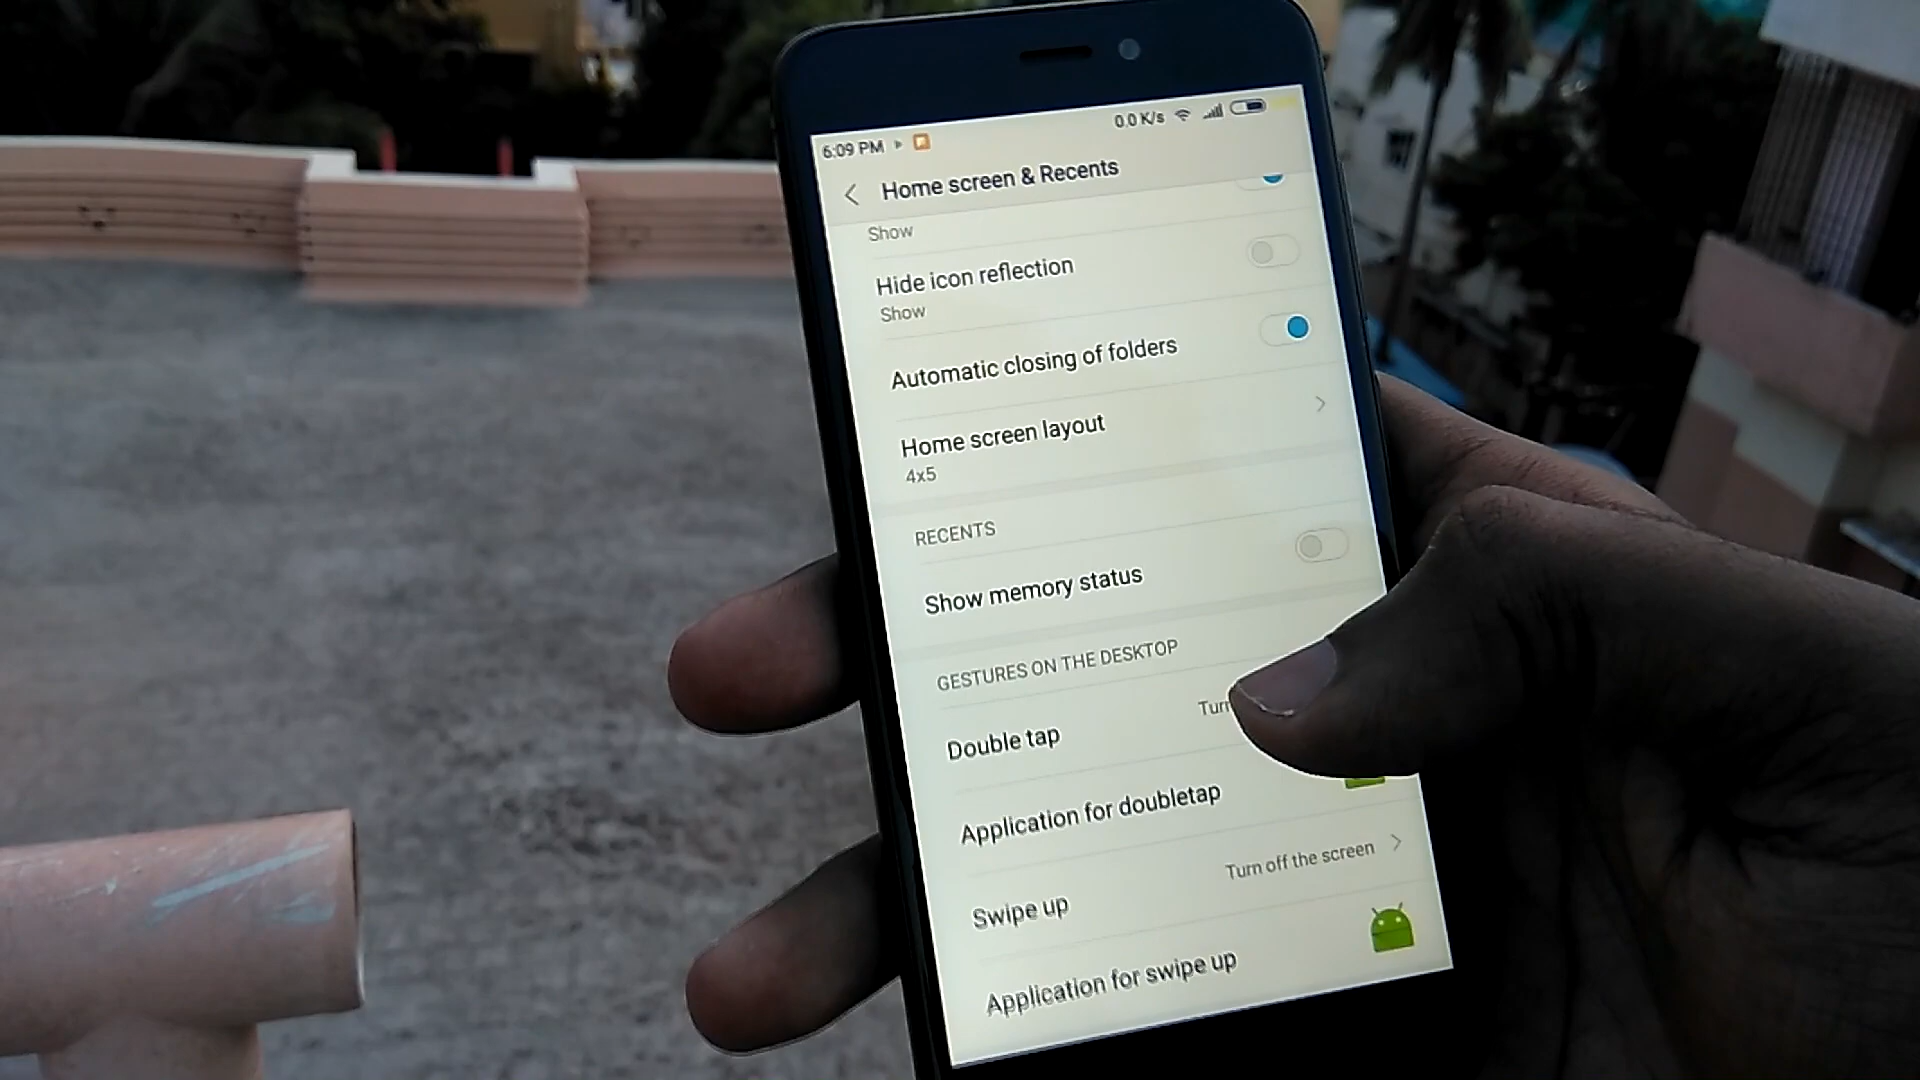 6:09 PM
0.0 K/s
Home screen & Recents
Show
Hide icon reflection
Show
Automatic closing of folders
Home screen layout
4x5
RECENTS
Show memory status
GESTURES ON THE DESKTOP
Double tap
Turn
Application for doubletap
Swipe up
Turn off the screen
Application for swipe up